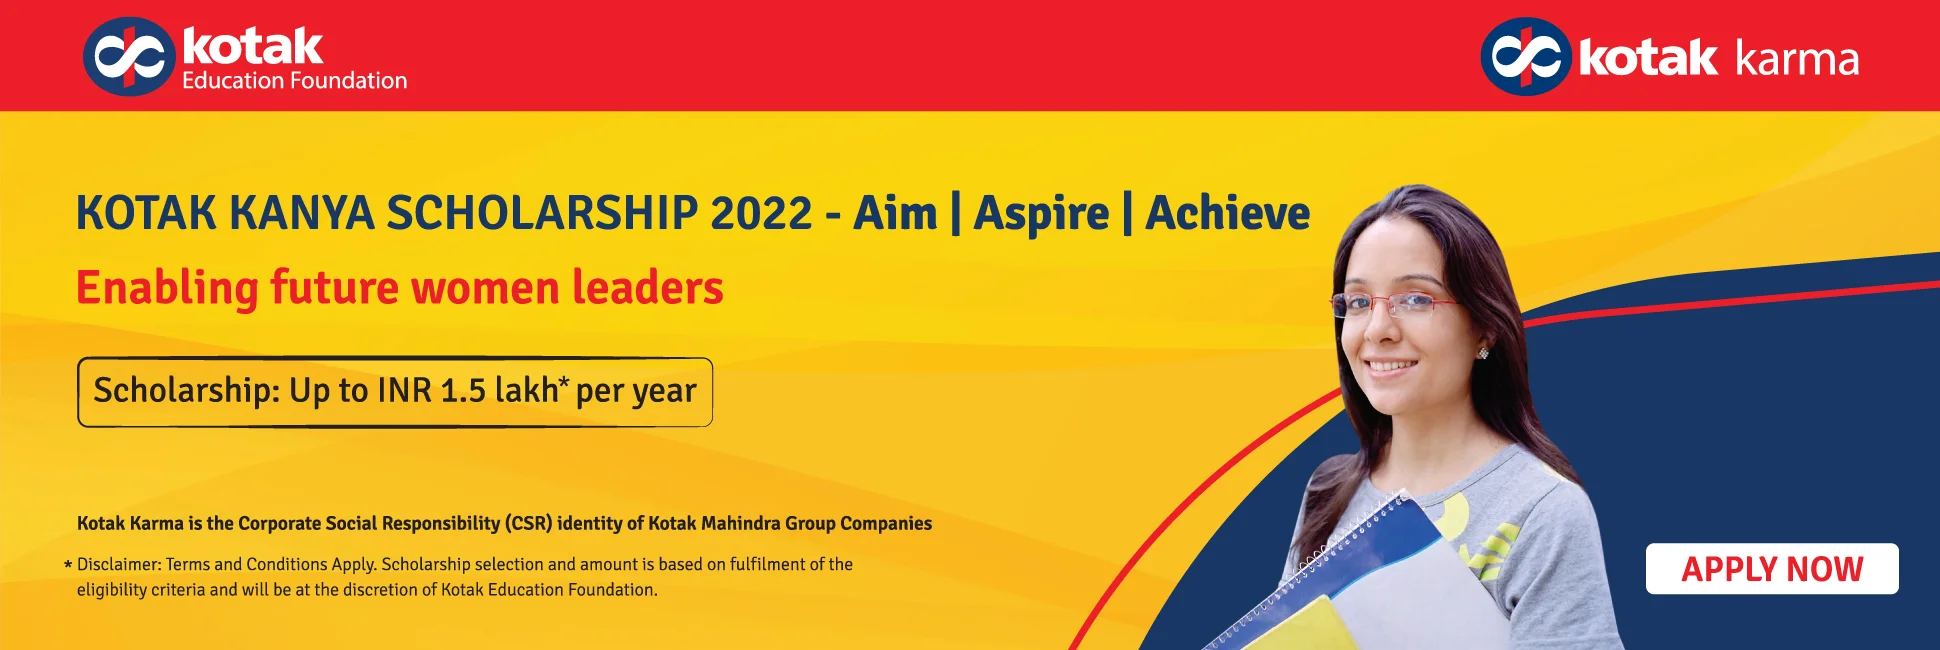 kotak
Education Foundation
kotak karma
KOTAK KANYA SCHOLARSHIP 2022 - Aim | Aspire | Achieve
Enabling future women leaders
Scholarship: Up to INR 1.5 lakh* per year
Kotak Karma is the Corporate Social Responsibility (CSR) identity of Kotak Mahindra Group Companies
* Disclaimer: Terms and Conditions Apply. Scholarship selection and amount is based on fulfilment of the
eligibility criteria and will be at the discretion of Kotak Education Foundation.
APPLY NOW